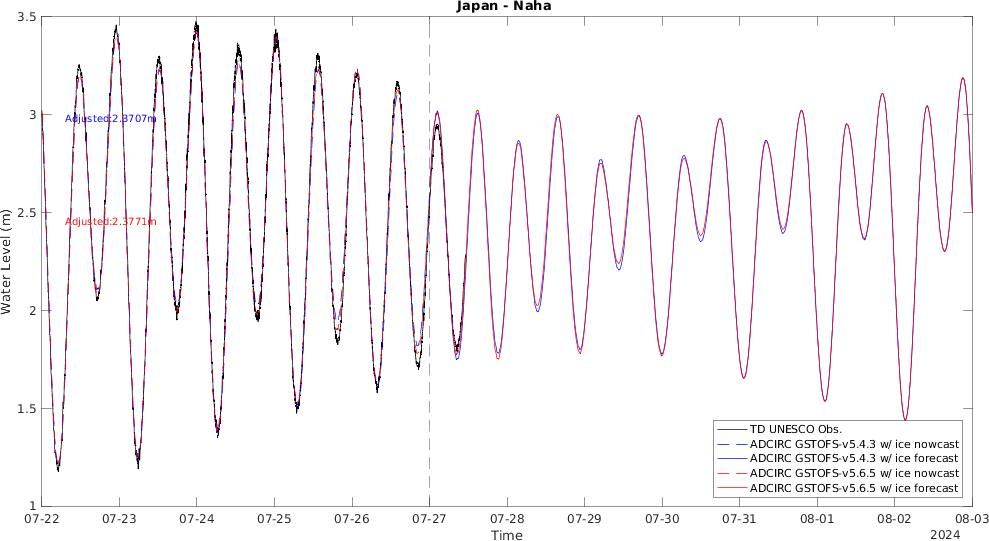 Japan - Naha
3.5
3
2.5
2
1.5
1
Water Level (m)
Adjusted:2.3707m
Adjusted:2.3771m
TD UNESCO Obs.
ADCIRC GSTOFS-v5.4.3 w/ ice nowcast
ADCIRC GSTOFS-v5.4.3 w/ ice forecast
ADCIRC GSTOFS-v5.6.5 w/ ice nowcast
ADCIRC GSTOFS-v5.6.5 w/ ice forecast
07-22 07-23 07-24 07-25 07-26 07-27 07-28 07-29 07-30 07-31 08-01 08-02 08-03
Time
2024